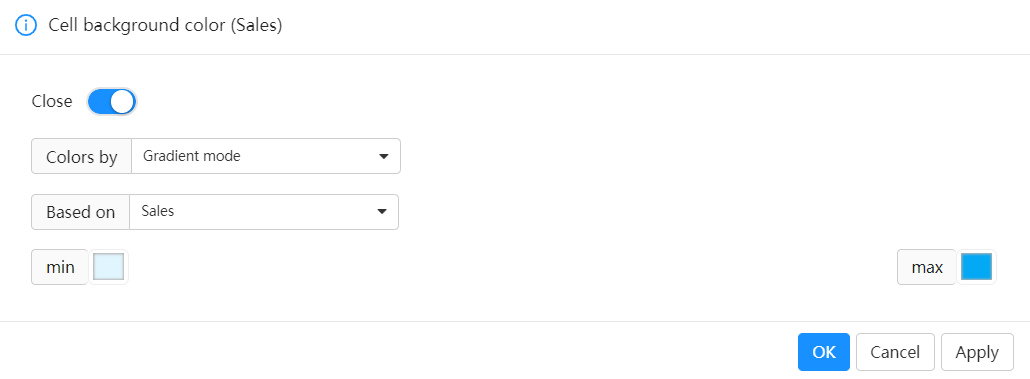 Cell background color (Sales)
Close
Colors by Gradient mode
Based on Sales
min max
OK Cancel Apply